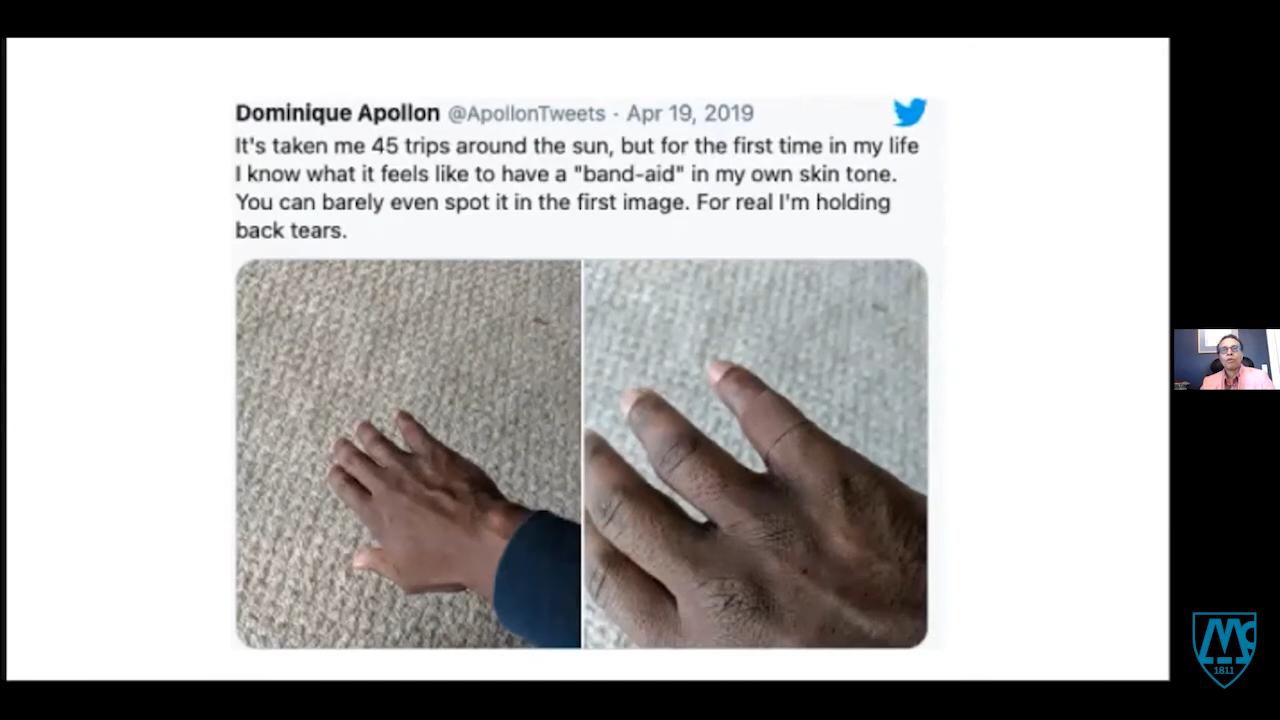 Dominique Apollon @ApollonTweets · Apr 19, 2019
It's taken me 45 trips around the sun, but for the first time in my life
I know what it feels like to have a "band-aid" in my own skin tone.
You can barely even spot it in the first image. For real I'm holding
back tears.
M
1811